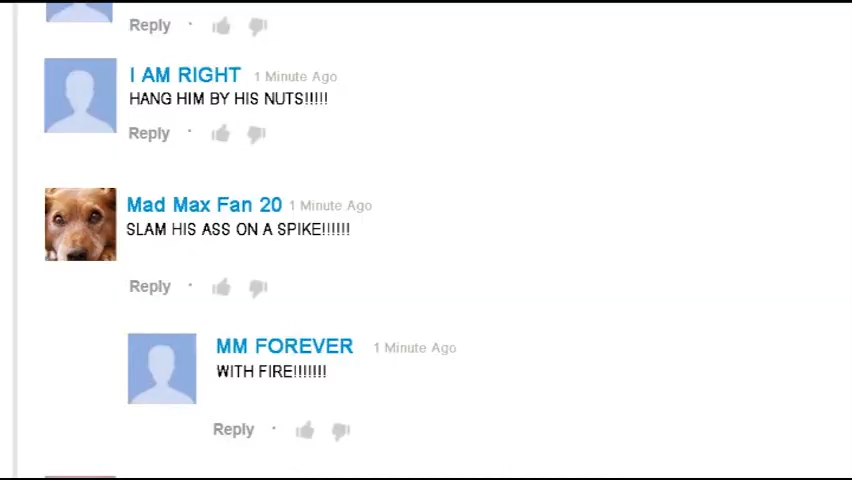 Reply ·
I AM RIGHT 1 Minute Ago
HANG HIM BY HIS NUTS!!!!!
Reply ·
Mad Max Fan 20 1 Minute Ago
SLAM HIS ASS ON A SPIKE!!!!!!
Reply ·
MM FOREVER 1 Minute Ago
WITH FIRE!!!!!!!
Reply ·